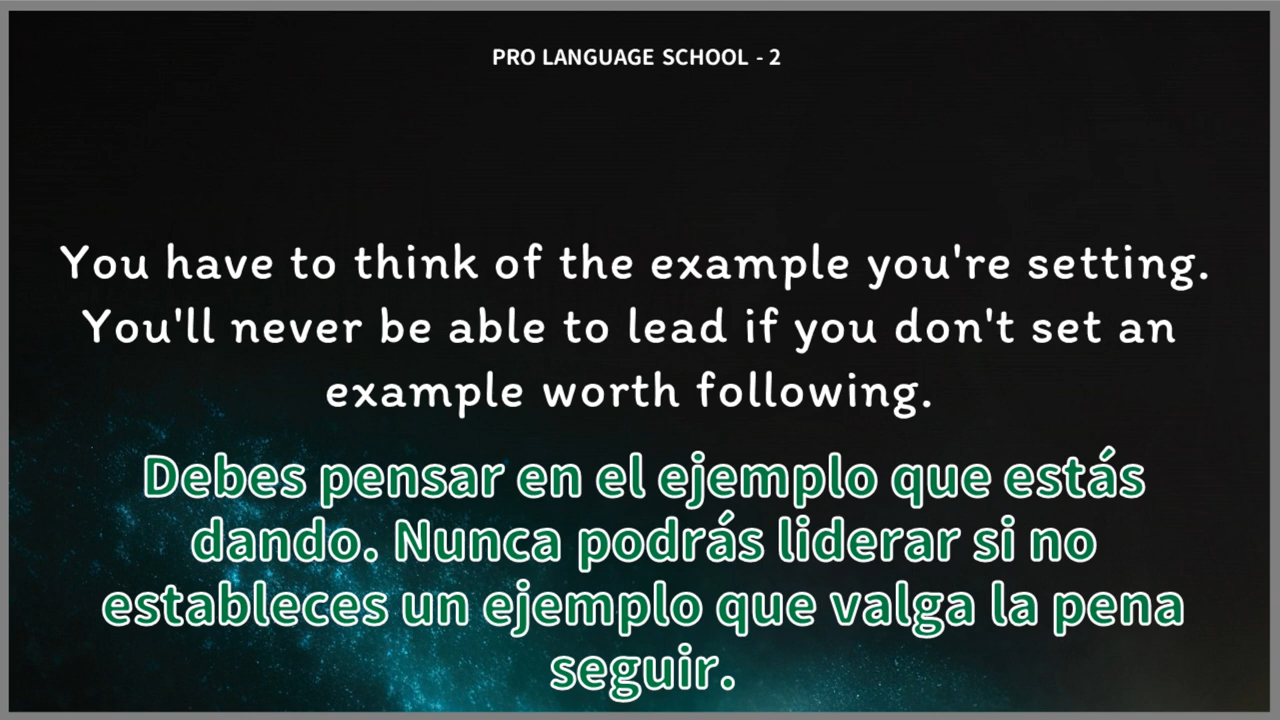 PRO LANGUAGE SCHOOL - 2
You have to think of the example you're setting.
You'll never be able to lead if you don't set an
example worth following.
Debes pensar en el ejemplo que estás
dando. Nunca podrás liderar si no
estableces un ejemplo que valga la pena
seguir.